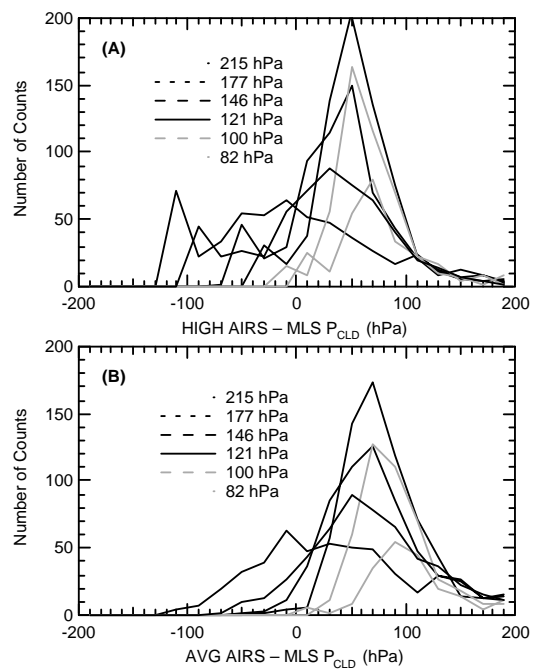 200
(A)
215 hPa
177 hPa
146 hPa
121 hPa
100 hPa
82 hPa
150
100
50
0
Number of Counts
-200 -100 0 100 200
HIGH AIRS – MLS P_CLD (hPa)
200
(B)
215 hPa
177 hPa
146 hPa
121 hPa
100 hPa
82 hPa
150
100
50
0
Number of Counts
-200 -100 0 100 200
AVG AIRS – MLS P_CLD (hPa)